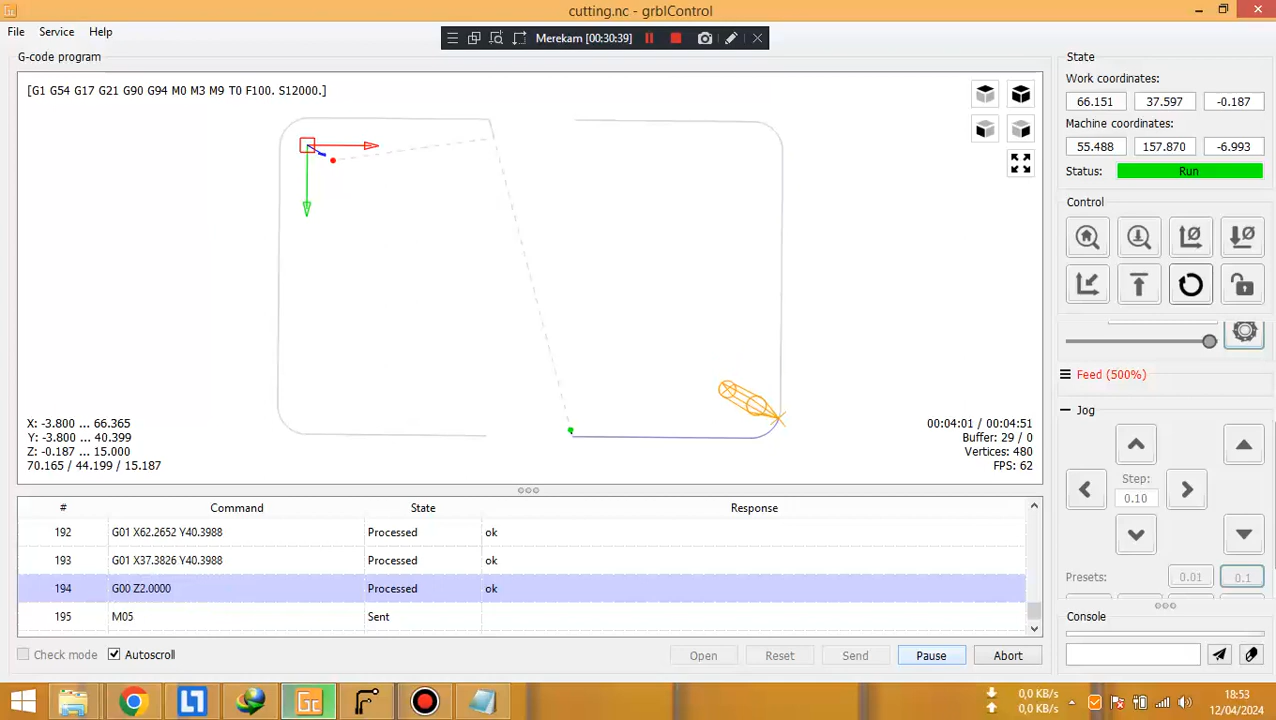 cutting.nc - grblControl
File Service Help
Merekam [00:30:39]
G-code program
[G1 G54 G17 G21 G90 G94 M0 M3 M9 T0 F100. S12000.]
X: -3.800 ... 66.365
Y: -3.800 ... 40.399
Z: -0.187 ... 15.000
70.165 / 44.199 / 15.187
00:04:01 / 00:04:51
Buffer: 29 / 0
Vertices: 480
FPS: 62
# Command State Response
192 G01 X62.2652 Y40.3988 Processed ok
193 G01 X37.3826 Y40.3988 Processed ok
194 G00 Z2.0000 Processed ok
195 M05 Sent
Check mode Autoscroll Open Reset Send Pause Abort
State
Work coordinates:
66.151 37.597 -0.187
Machine coordinates:
55.488 157.870 -6.993
Status: Run
Control
Feed (500%)
Jog
Step:
0.10
Presets: 0.01 0.1
Console
Gc
0,0 KB/s
0,0 KB/s
18:53
12/04/2024